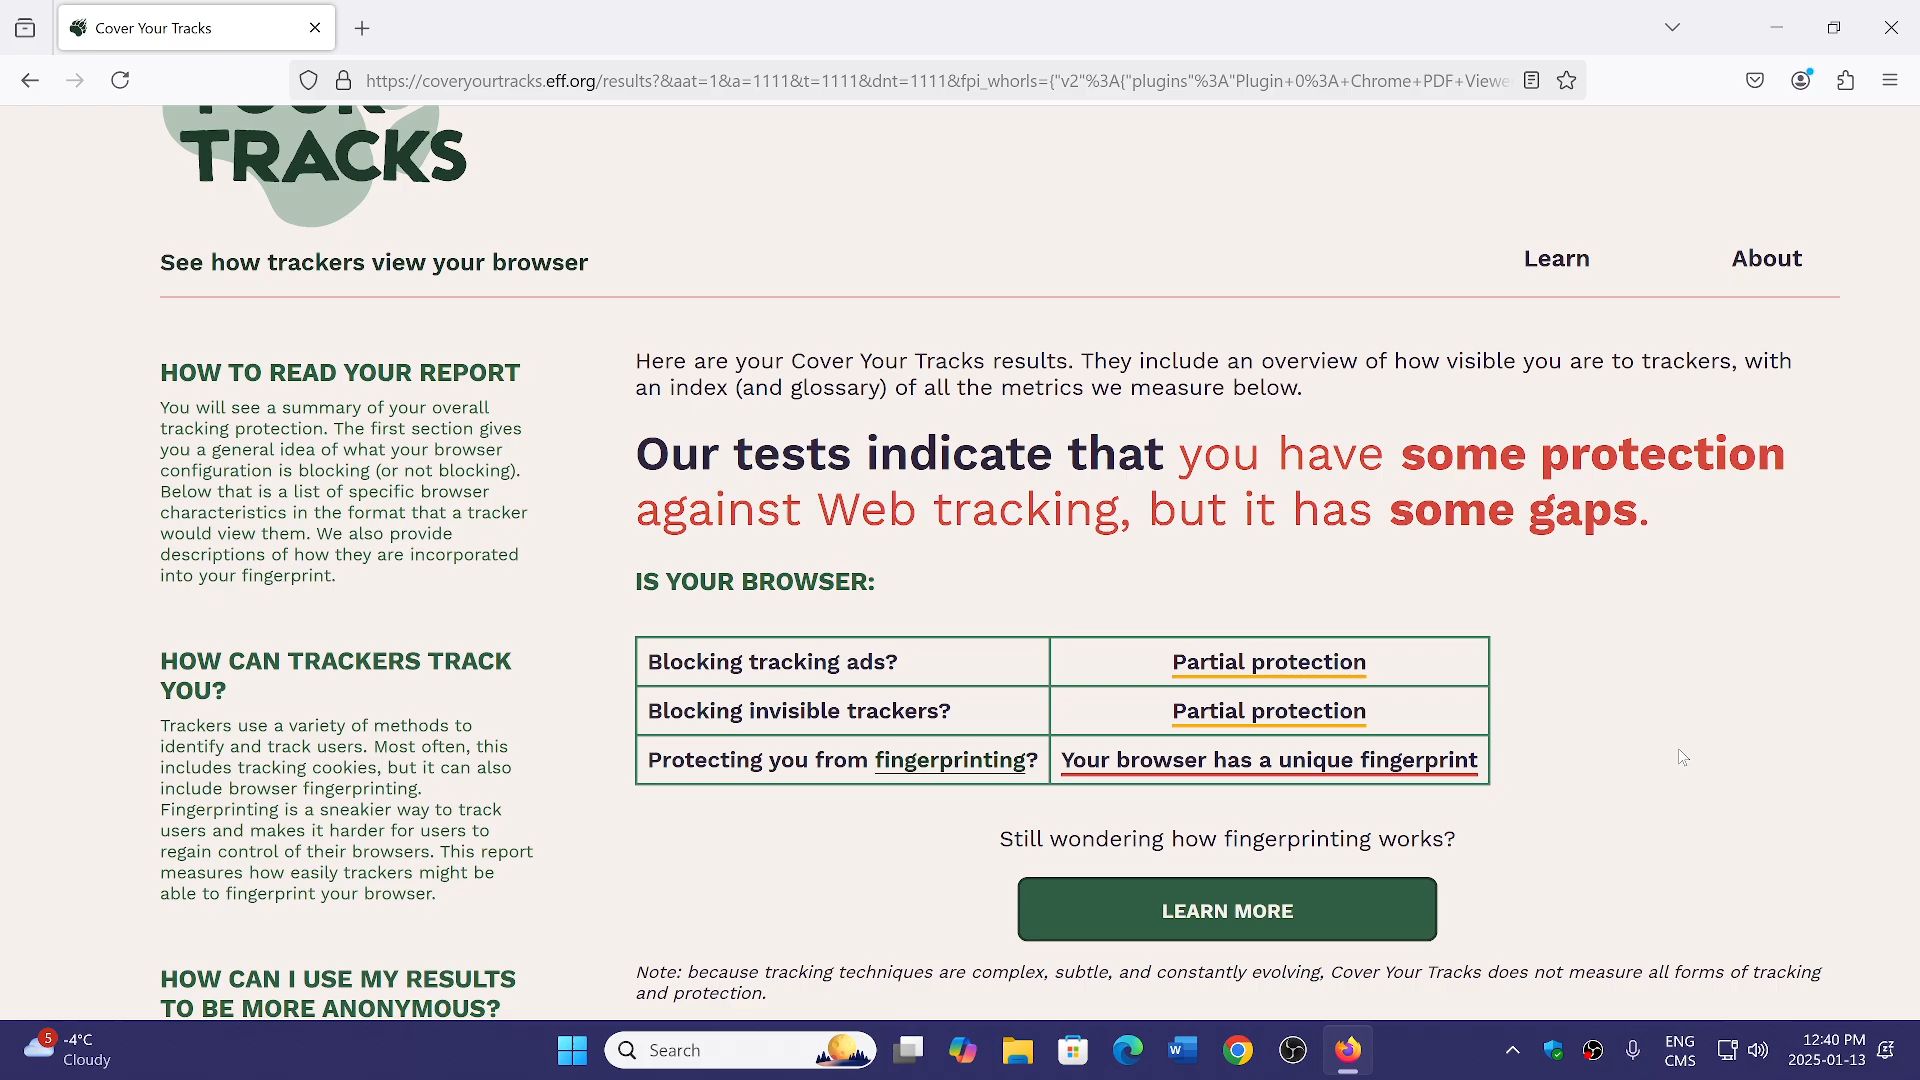 Cover Your Tracks
https://coveryourtracks.eff.org/results?&aat=1&a=1111&t=1111&dnt=1111&fpi_whorls={"v2"%3A{"plugins"%3A"Plugin+0%3A+Chrome+PDF+Viewe
TRACKS
See how trackers view your browser
Learn
About
HOW TO READ YOUR REPORT
You will see a summary of your overall
tracking protection. The first section gives
you a general idea of what your browser
configuration is blocking (or not blocking).
Below that is a list of specific browser
characteristics in the format that a tracker
would view them. We also provide
descriptions of how they are incorporated
into your fingerprint.
HOW CAN TRACKERS TRACK
YOU?
Trackers use a variety of methods to
identify and track users. Most often, this
includes tracking cookies, but it can also
include browser fingerprinting.
Fingerprinting is a sneakier way to track
users and makes it harder for users to
regain control of their browsers. This report
measures how easily trackers might be
able to fingerprint your browser.
HOW CAN I USE MY RESULTS
TO BE MORE ANONYMOUS?
Here are your Cover Your Tracks results. They include an overview of how visible you are to trackers, with
an index (and glossary) of all the metrics we measure below.
Our tests indicate that you have some protection
against Web tracking, but it has some gaps.
IS YOUR BROWSER:
Blocking tracking ads? Partial protection
Blocking invisible trackers? Partial protection
Protecting you from fingerprinting? Your browser has a unique fingerprint
Still wondering how fingerprinting works?
LEARN MORE
Note: because tracking techniques are complex, subtle, and constantly evolving, Cover Your Tracks does not measure all forms of tracking
and protection.
5
-4°C
Cloudy
Search
ENG
CMS
12:40 PM
2025-01-13